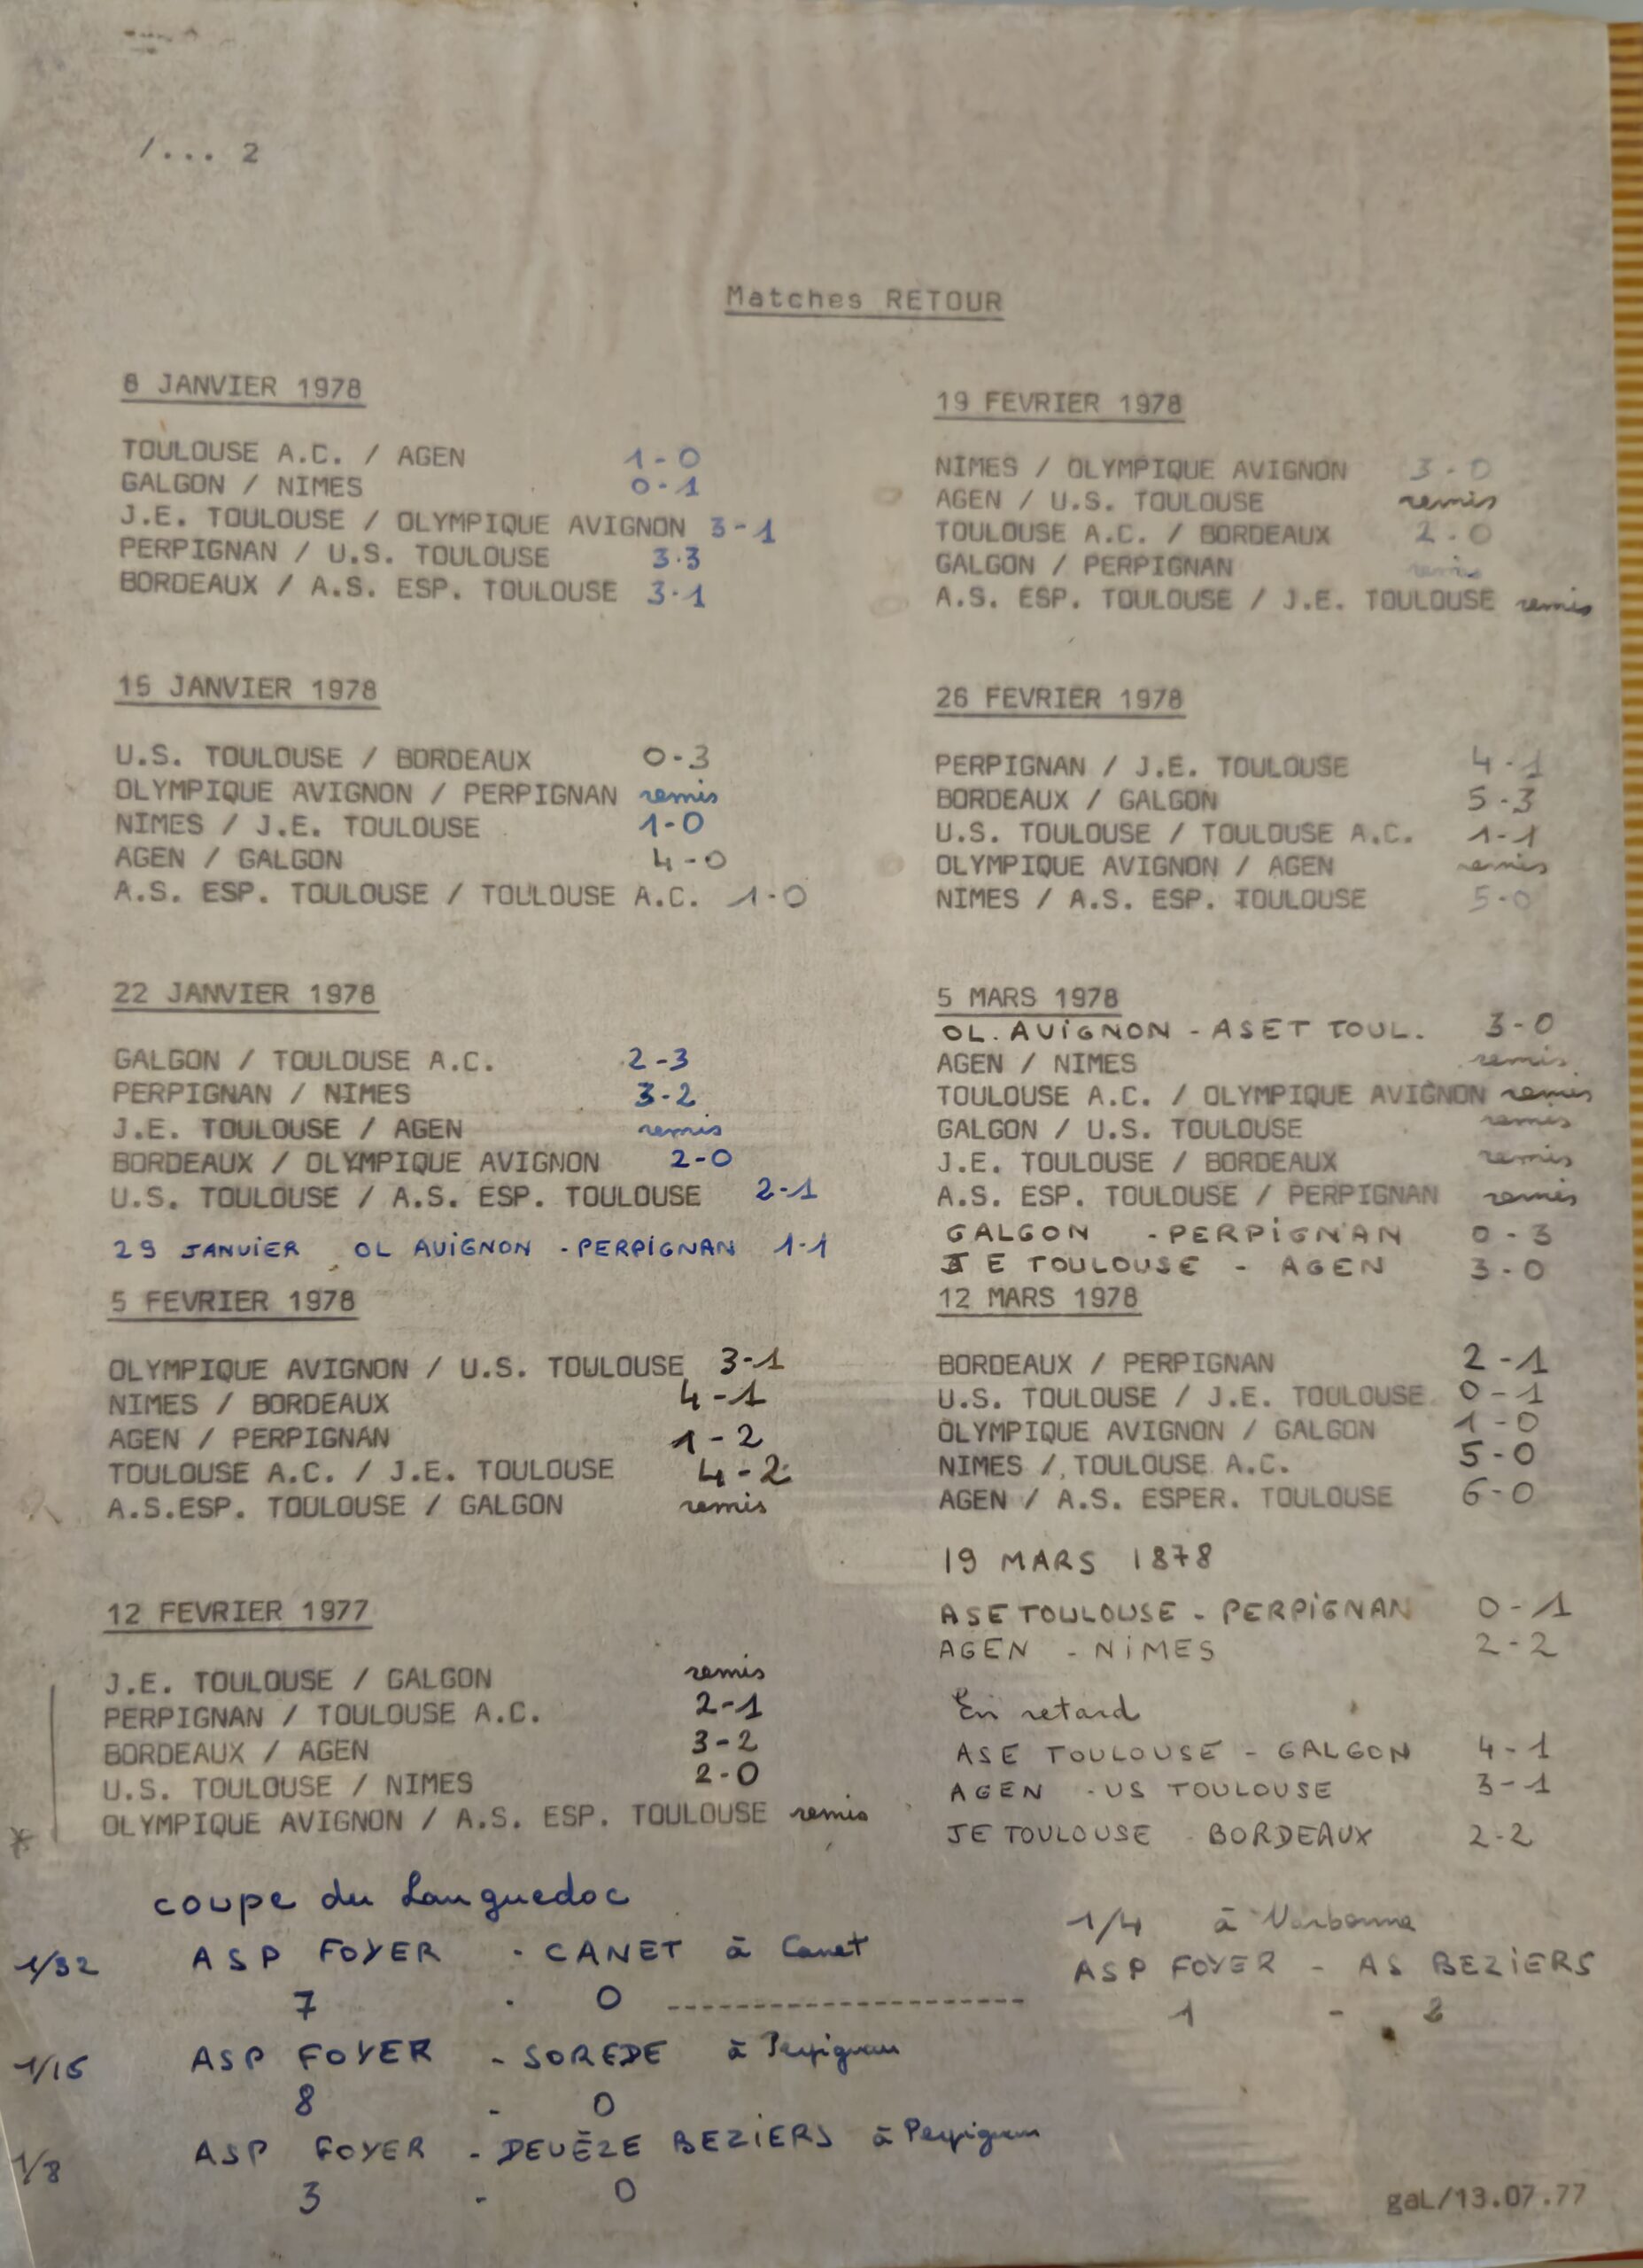 /... 2
Matches RETOUR
8 JANVIER 1978
TOULOUSE A.C. / AGEN 1-0
GALGON / NIMES 0-1
J.E. TOULOUSE / OLYMPIQUE AVIGNON 3-1
PERPIGNAN / U.S. TOULOUSE 3.3
BORDEAUX / A.S. ESP. TOULOUSE 3-1
15 JANVIER 1978
U.S. TOULOUSE / BORDEAUX 0-3
OLYMPIQUE AVIGNON / PERPIGNAN remis
NIMES / J.E. TOULOUSE 1-0
AGEN / GALGON 4-0
A.S. ESP. TOULOUSE / TOULOUSE A.C. 1-0
22 JANVIER 1978
GALGON / TOULOUSE A.C. 2-3
PERPIGNAN / NIMES 3-2
J.E. TOULOUSE / AGEN remis
BORDEAUX / OLYMPIQUE AVIGNON 2-0
U.S. TOULOUSE / A.S. ESP. TOULOUSE 2-1
29 JANVIER OL AVIGNON - PERPIGNAN 1-1
5 FEVRIER 1978
OLYMPIQUE AVIGNON / U.S. TOULOUSE 3-1
NIMES / BORDEAUX 4-1
AGEN / PERPIGNAN 1-2
TOULOUSE A.C. / J.E. TOULOUSE 4-2
A.S.ESP. TOULOUSE / GALGON remis
12 FEVRIER 1977
J.E. TOULOUSE / GALGON remis
PERPIGNAN / TOULOUSE A.C. 2-1
BORDEAUX / AGEN 3-2
U.S. TOULOUSE / NIMES 2-0
* OLYMPIQUE AVIGNON / A.S. ESP. TOULOUSE remis
19 FEVRIER 1978
NIMES / OLYMPIQUE AVIGNON 3-0
AGEN / U.S. TOULOUSE remis
TOULOUSE A.C. / BORDEAUX 2-0
GALGON / PERPIGNAN remis
A.S. ESP. TOULOUSE / J.E. TOULOUSE remis
26 FEVRIER 1978
PERPIGNAN / J.E. TOULOUSE 4-1
BORDEAUX / GALGON 5-3
U.S. TOULOUSE / TOULOUSE A.C. 1-1
OLYMPIQUE AVIGNON / AGEN remis
NIMES / A.S. ESP. TOULOUSE 5-0
5 MARS 1978
OL. AVIGNON - ASET TOUL. 3-0
AGEN / NIMES remis
TOULOUSE A.C. / OLYMPIQUE AVIGNON remis
GALGON / U.S. TOULOUSE remis
J.E. TOULOUSE / BORDEAUX remis
A.S. ESP. TOULOUSE / PERPIGNAN remis
GALGON - PERPIGNAN 0-3
J E TOULOUSE - AGEN 3-0
12 MARS 1978
BORDEAUX / PERPIGNAN 2-1
U.S. TOULOUSE / J.E. TOULOUSE 0-1
OLYMPIQUE AVIGNON / GALGON 1-0
NIMES / TOULOUSE A.C. 5-0
AGEN / A.S. ESPER. TOULOUSE 6-0
19 MARS 1878
ASE TOULOUSE - PERPIGNAN 0-1
AGEN - NIMES 2-2
En retard
ASE TOULOUSE - GALGON 4-1
AGEN - US TOULOUSE 3-1
JE TOULOUSE - BORDEAUX 2-2
coupe du Languedoc
1/32 ASP FOYER - CANET à Canet
7 - 0
1/16 ASP FOYER - SOREDE à Perpignan
8 - 0
1/8 ASP FOYER - DEVÈZE BEZIERS à Perpignan
3 - 0
1/4 à Narbonne
ASP FOYER - AS BEZIERS
1 - 2
gaL/13.07.77